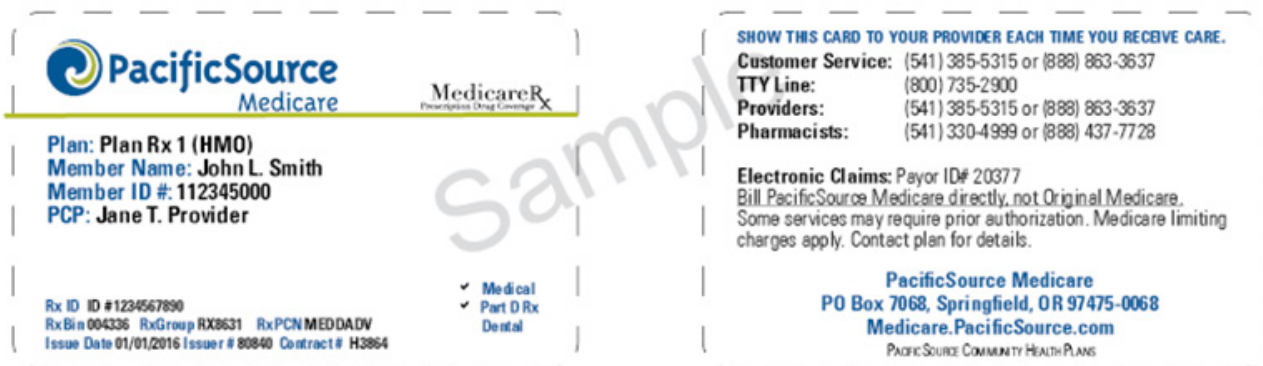 PacificSource
Medicare
MedicareRx
Prescription Drug Coverage
Plan: Plan Rx 1 (HMO)
Member Name: John L. Smith
Member ID #: 112345000
PCP: Jane T. Provider
✔ Medical
✔ Part D Rx
Dental
Rx ID ID #1234567890
RxBin 004336 RxGroup RX8631 RxPCN MEDDADV
Issue Date 01/01/2016 Issuer # 80840 Contract # H3864
Sample
SHOW THIS CARD TO YOUR PROVIDER EACH TIME YOU RECEIVE CARE.
Customer Service: (541) 385-5315 or (888) 863-3637
TTY Line: (800) 735-2900
Providers: (541) 385-5315 or (888) 863-3637
Pharmacists: (541) 330-4999 or (888) 437-7728
Electronic Claims: Payor ID# 20377
Bill PacificSource Medicare directly, not Original Medicare.
Some services may require prior authorization. Medicare limiting
charges apply. Contact plan for details.
PacificSource Medicare
PO Box 7068, Springfield, OR 97475-0068
Medicare.PacificSource.com
PACIFICSOURCE COMMUNITY HEALTH PLANS